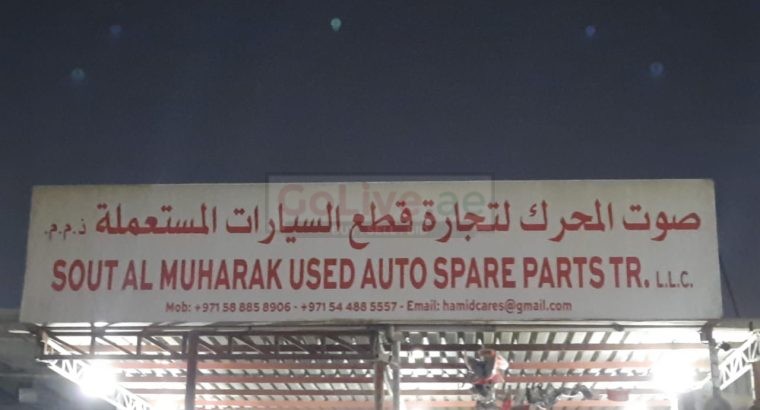 صوت المحرك لتجارة قطع السيارات المستعملة ذ.م.م.
SOUT AL MUHARAK USED AUTO SPARE PARTS TR. L.L.C.
Mob: +971 58 885 8906 - +971 54 488 5557 - Email: hamidcares@gmail.com
GoLive.ae